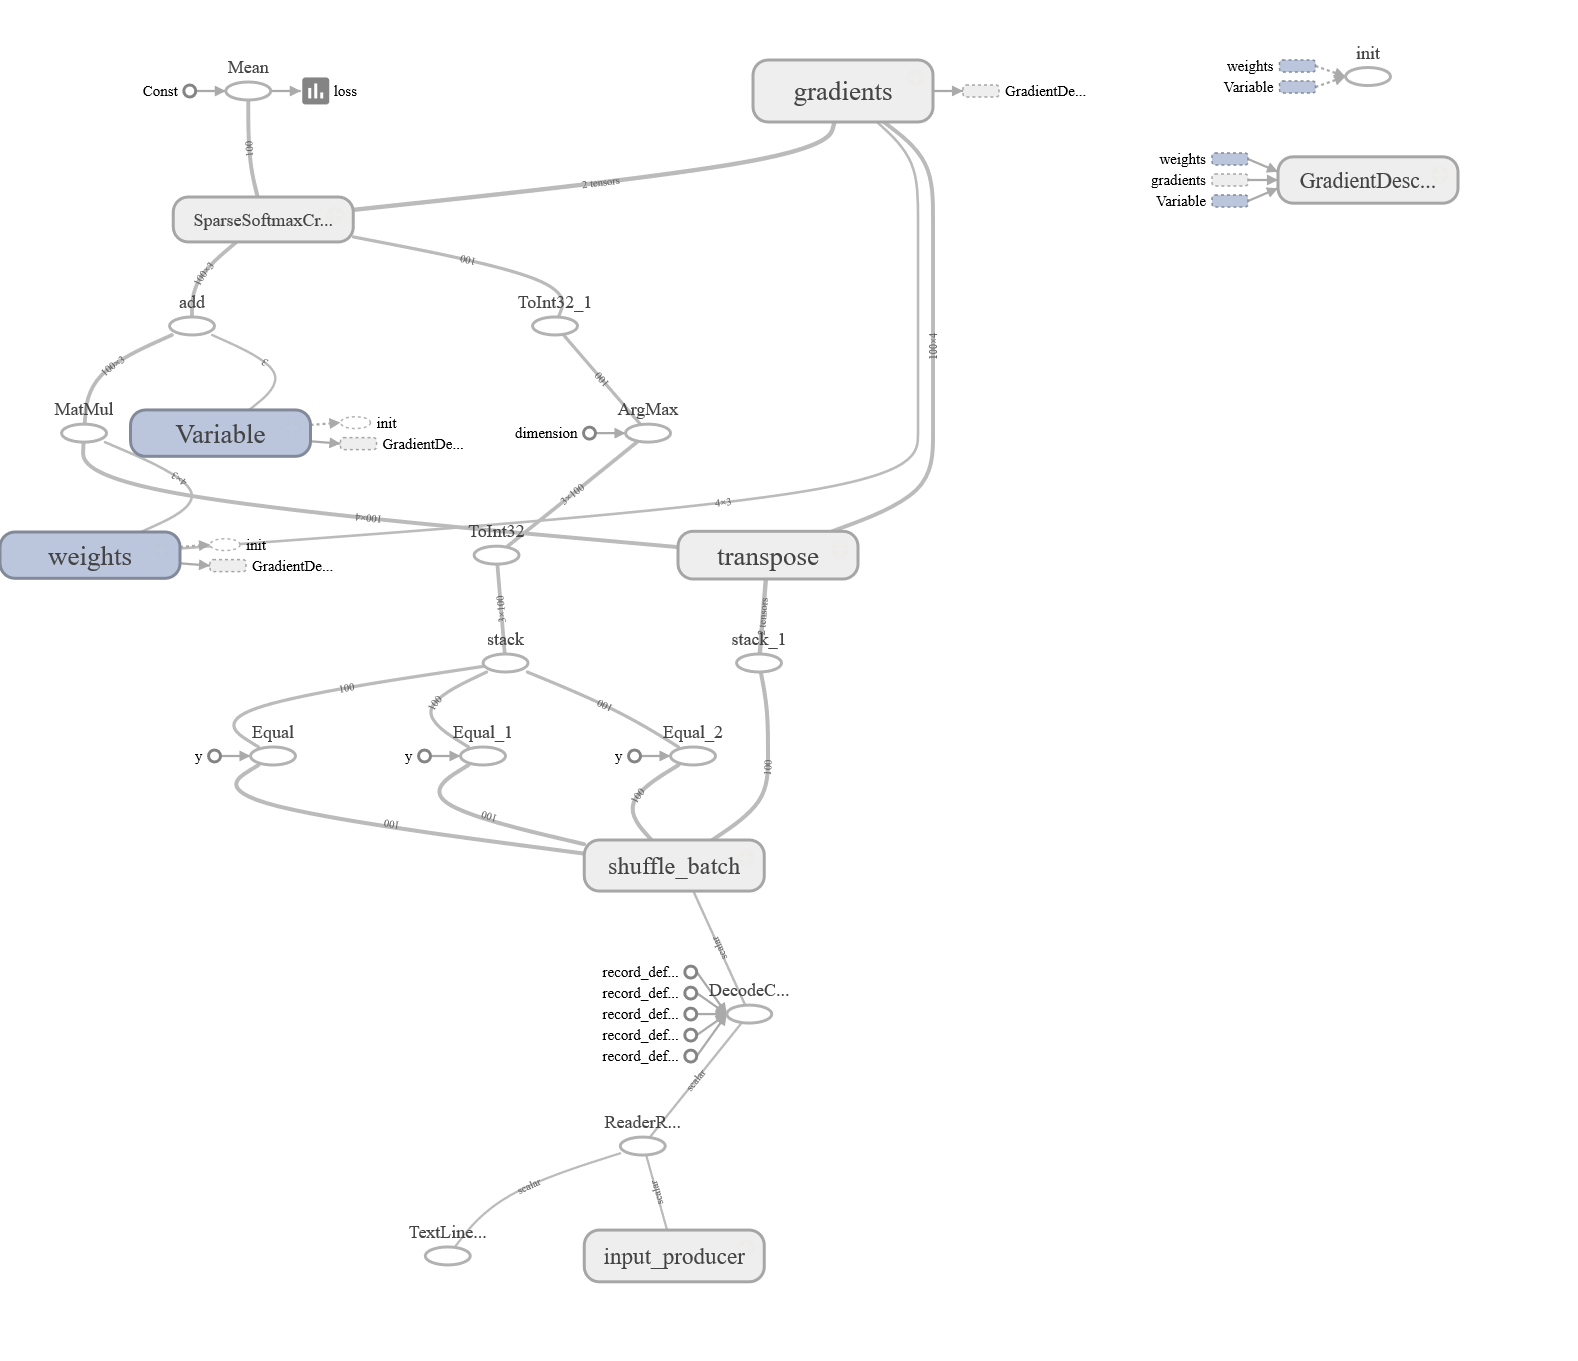 Mean
Const
loss
100
gradients
GradientDe...
weights
Variable
init
weights
gradients
Variable
GradientDesc...
2 tensors
SparseSoftmaxCr...
100×3
100
add
ToInt32_1
100×3
3
100
100×4
MatMul
Variable
init
GradientDe...
dimension
ArgMax
4×3
3×100
4×3
100×4
ToInt32
weights
init
GradientDe...
transpose
3×100
2 tensors
stack
stack_1
100
100
100
Equal
Equal_1
Equal_2
y
y
y
100
100
100
100
shuffle_batch
scalar
record_def...
record_def...
record_def...
record_def...
record_def...
DecodeC...
scalar
ReaderR...
scalar
scalar
TextLine...
input_producer